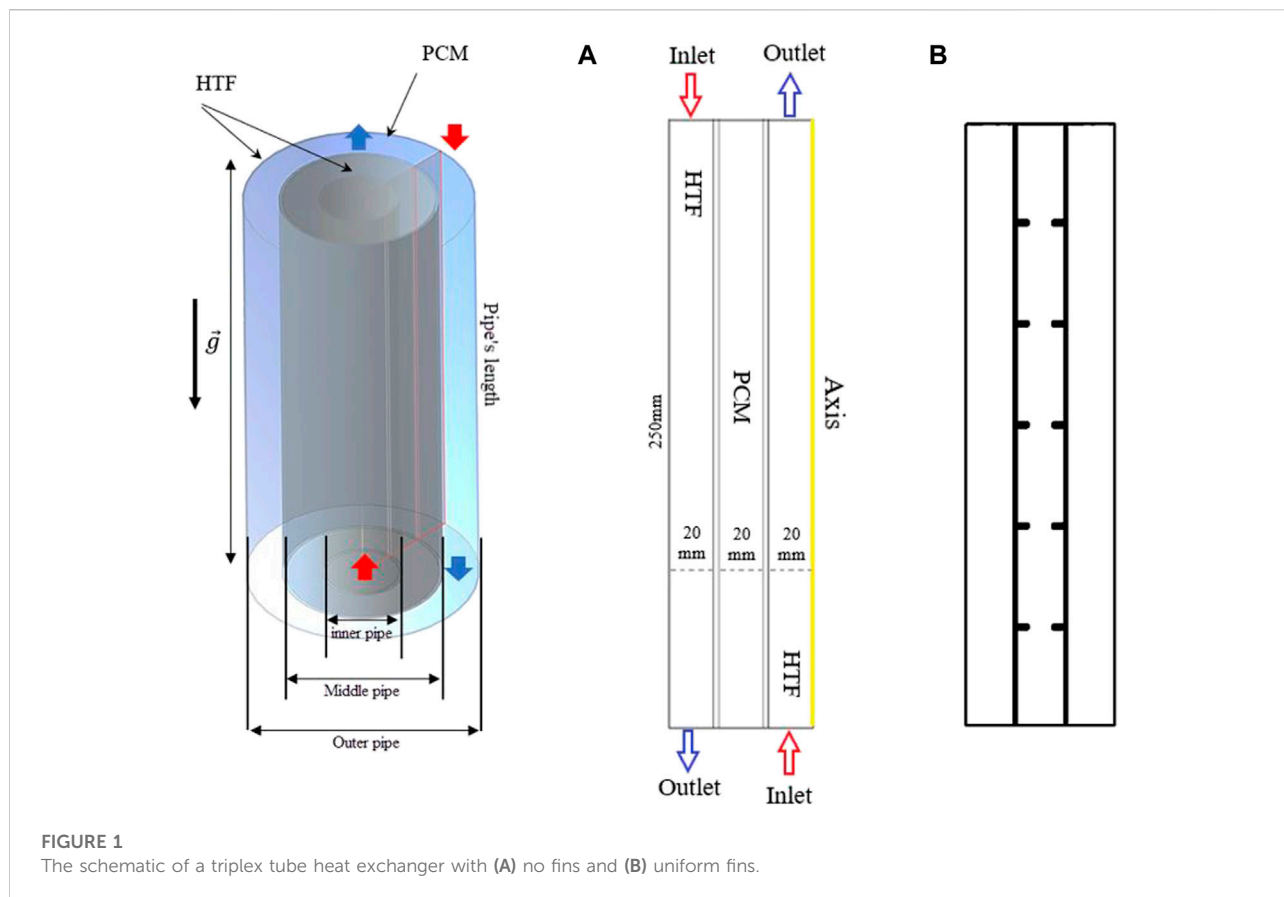 HTF
PCM
g
Pipe's length
inner pipe
Middle pipe
Outer pipe
A
Inlet
Outlet
HTF
PCM
Axis
250mm
20
mm
20
mm
20
mm
HTF
Outlet
Inlet
B
FIGURE 1
The schematic of a triplex tube heat exchanger with (A) no fins and (B) uniform fins.